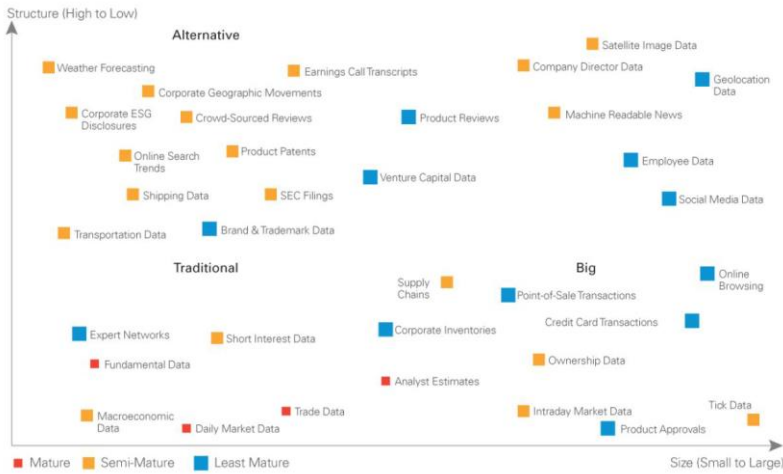 Structure (High to Low)
Alternative
Satellite Image Data
Weather Forecasting
Earnings Call Transcripts
Company Director Data
Geolocation
Data
Corporate Geographic Movements
Corporate ESG
Disclosures
Crowd-Sourced Reviews
Product Reviews
Machine Readable News
Online Search
Trends
Product Patents
Employee Data
Venture Capital Data
Shipping Data
SEC Filings
Social Media Data
Transportation Data
Brand & Trademark Data
Traditional
Big
Supply
Chains
Online
Browsing
Point-of-Sale Transactions
Credit Card Transactions
Expert Networks
Short Interest Data
Corporate Inventories
Fundamental Data
Ownership Data
Analyst Estimates
Macroeconomic
Data
Trade Data
Daily Market Data
Intraday Market Data
Tick Data
Product Approvals
Mature
Semi-Mature
Least Mature
Size (Small to Large)